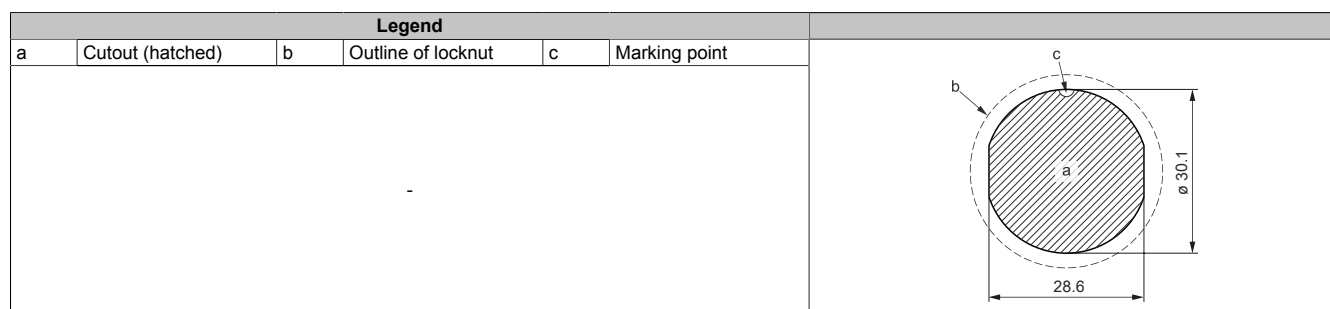 Legend
a Cutout (hatched) b Outline of locknut c Marking point
-
c
b
a
ø 30.1
28.6